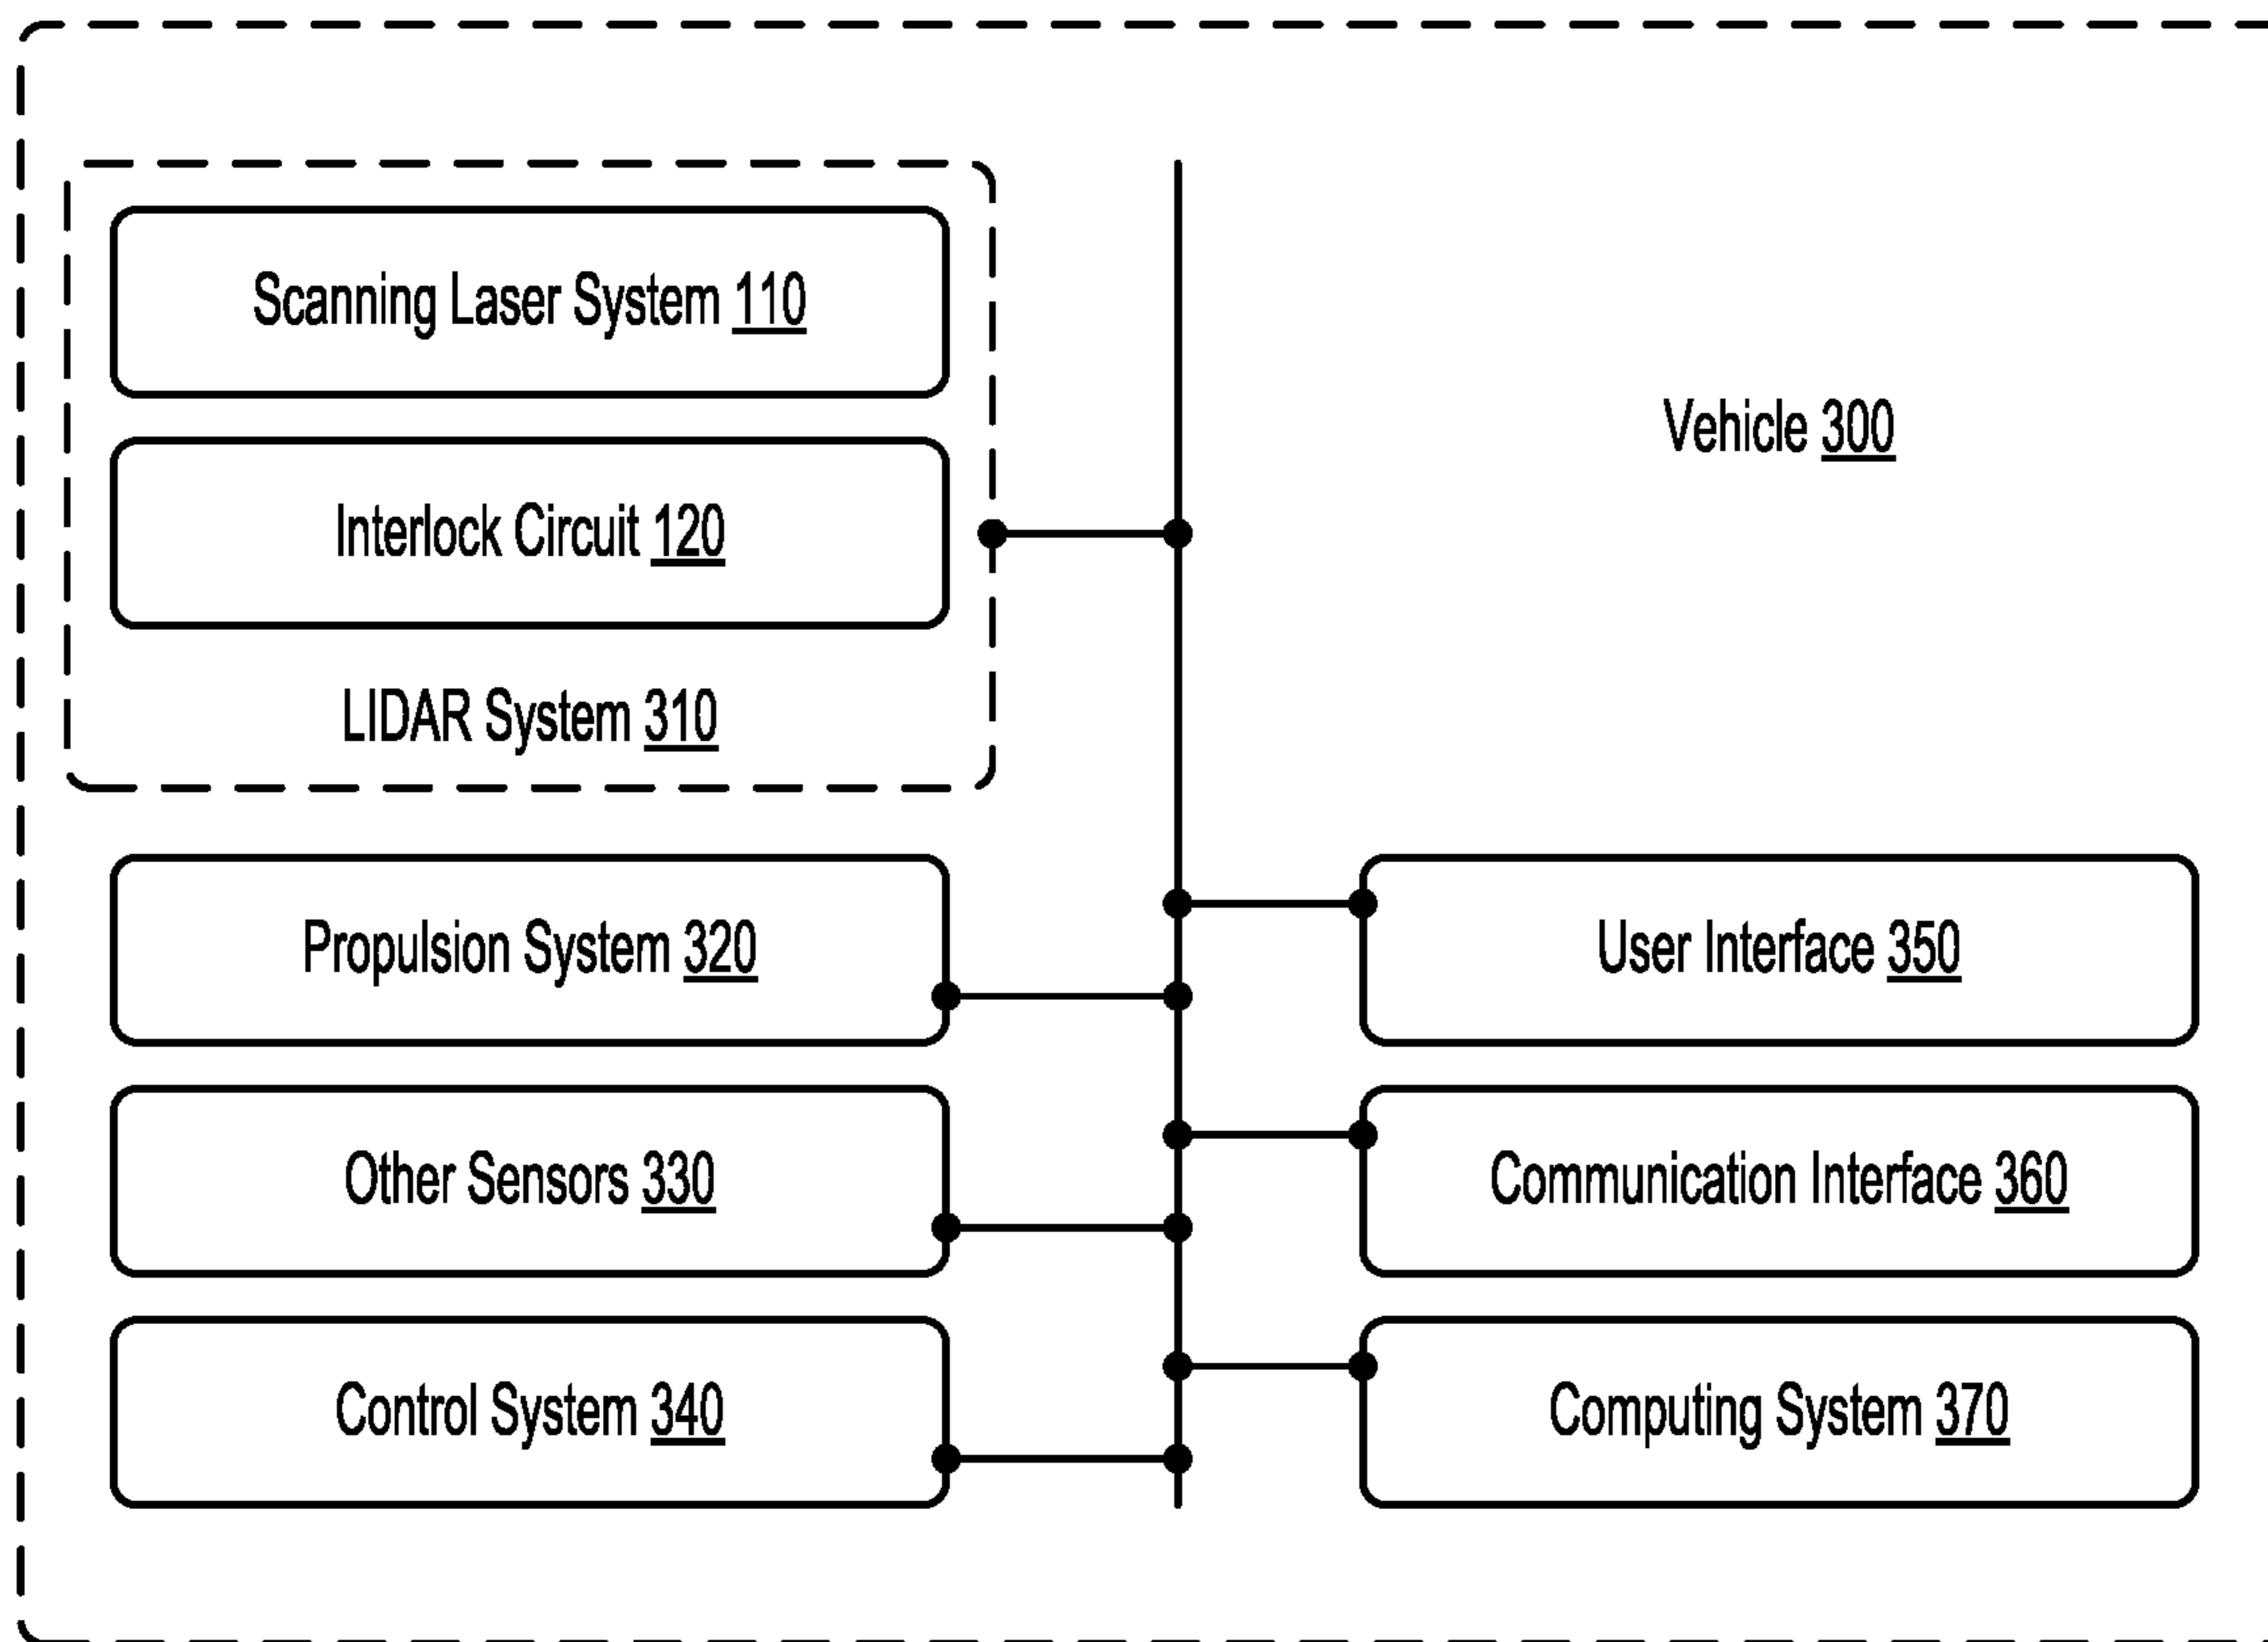 Scanning Laser System 110
Interlock Circuit 120
LIDAR System 310
Vehicle 300
Propulsion System 320
Other Sensors 330
Control System 340
User Interface 350
Communication Interface 360
Computing System 370